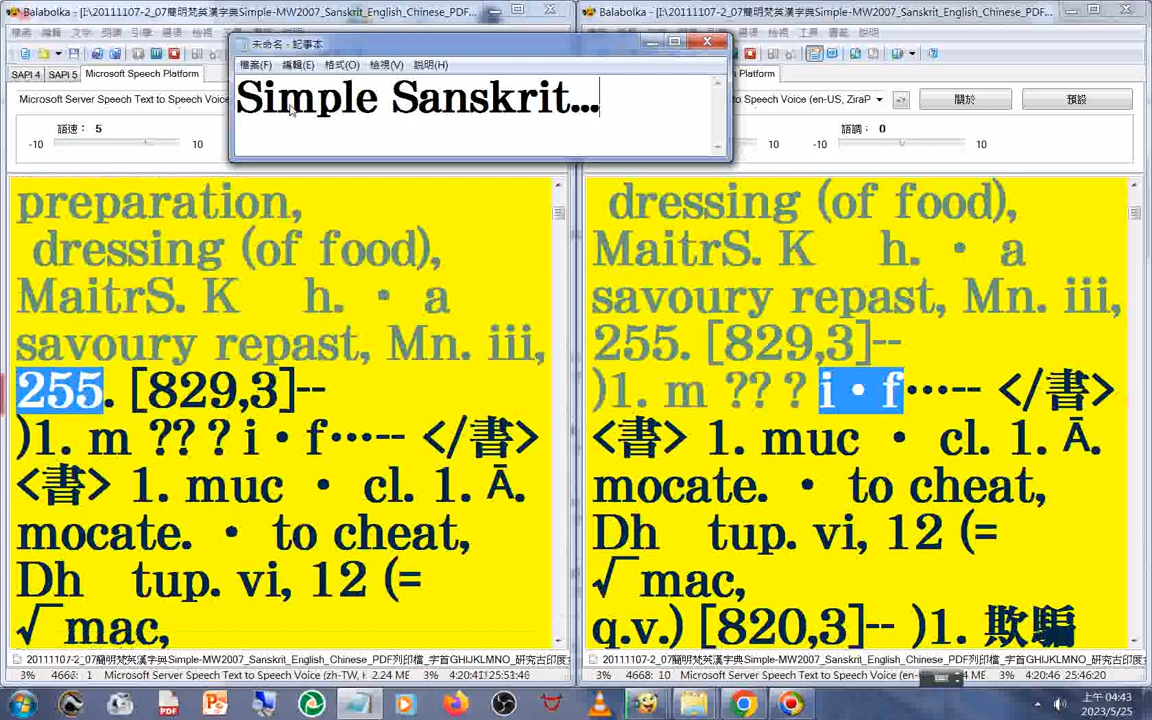 Balabolka - [I:\20111107-2_07簡明梵英漢字典Simple-MW2007_Sanskrit_English_Chinese_PDF...
Balabolka - [I:\20111107-2_07簡明梵英漢字典Simple-MW2007_Sanskrit_English_Chinese_PDF...
未命名 - 記事本
檔案(F) 編輯(E) 格式(O) 檢視(V) 說明(H)
Simple Sanskrit...
SAPI 4 SAPI 5 Microsoft Speech Platform
Microsoft Server Speech Text to Speech Voice
Speech Voice (en-US, ZiraP
關於 預設
語速: 5
-10 10
語調: 0
10 -10 10
preparation,
dressing (of food),
MaitrS. K h. • a
savoury repast, Mn. iii,
255. [829,3]--
)1. m ?? ? i • f…-- </書>
<書> 1. muc • cl. 1. Ā.
mocate. • to cheat,
Dh tup. vi, 12 (=
√ mac,
dressing (of food),
MaitrS. K h. • a
savoury repast, Mn. iii,
255. [829,3]--
)1. m ?? ? i • f…-- </書>
<書> 1. muc • cl. 1. Ā.
mocate. • to cheat,
Dh tup. vi, 12 (=
√ mac,
q.v.) [820,3]-- )1. 欺騙
20111107-2_07簡明梵英漢字典Simple-MW2007_Sanskrit_English_Chinese_PDF列印檔_字首GHIJKLMNO_研究古印度
20111107-2_07簡明梵英漢字典Simple-MW2007_Sanskrit_English_Chinese_PDF列印檔_字首GHIJKLMNO_研究古印度
3% 4668: 1 Microsoft Server Speech Text to Speech Voice (zh-TW, H 2.24 ME 3% 4:20:41 25:51:46
3% 4668: 10 Microsoft Server Speech Text to Speech Voice (en-US, Z 2.24 ME 3% 4:20:46 25:46:20
上午 04:43
2023/5/25